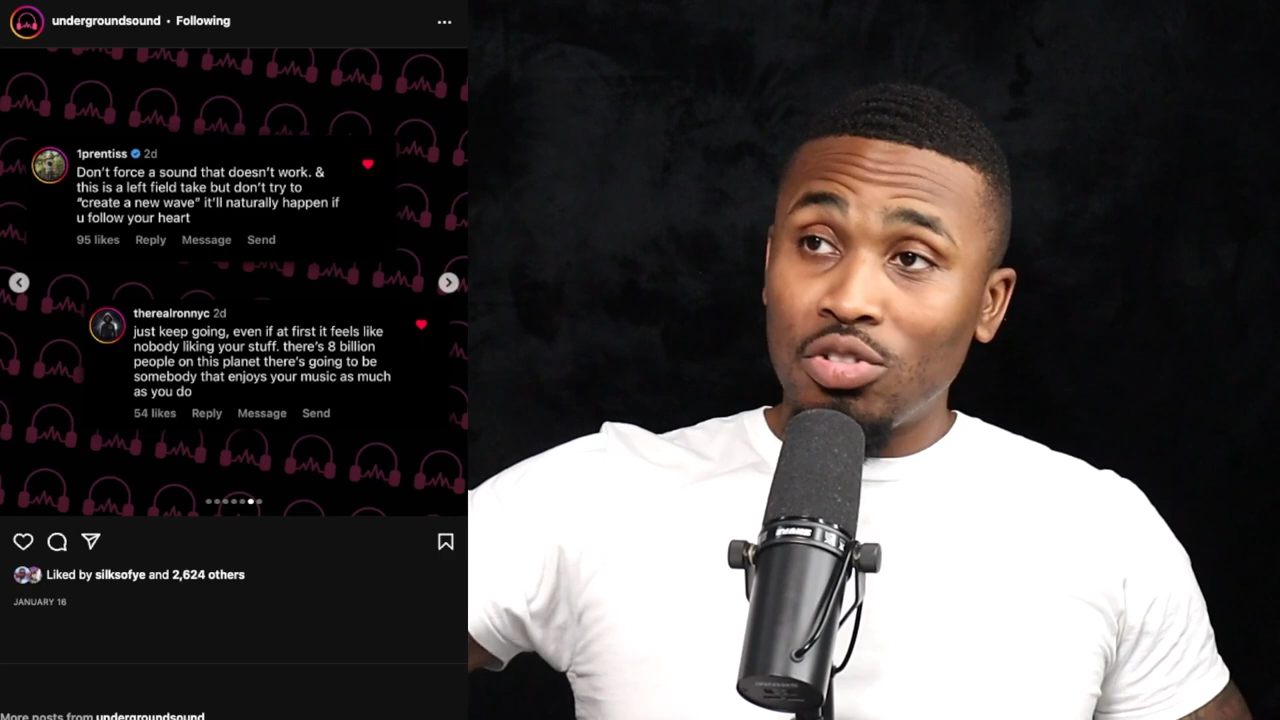 undergroundsound • Following
1prentiss 2d
Don't force a sound that doesn't work. &
this is a left field take but don't try to
"create a new wave" it'll naturally happen if
u follow your heart
95 likes Reply Message Send
therealronnyc 2d
just keep going, even if at first it feels like
nobody liking your stuff. there's 8 billion
people on this planet there's going to be
somebody that enjoys your music as much
as you do
54 likes Reply Message Send
Liked by silksofye and 2,624 others
JANUARY 16
More posts from undergroundsound